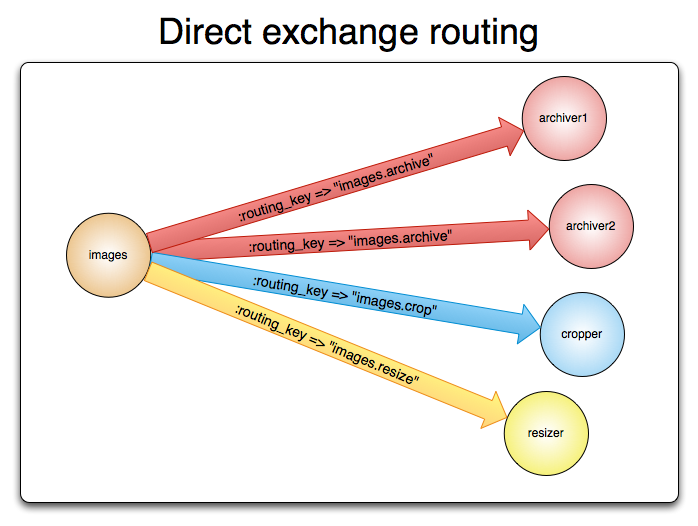 Direct exchange routing
archiver1
:routing_key => "images.archive"
archiver2
:routing_key => "images.archive"
images
:routing_key => "images.crop"
cropper
:routing_key => "images.resize"
resizer